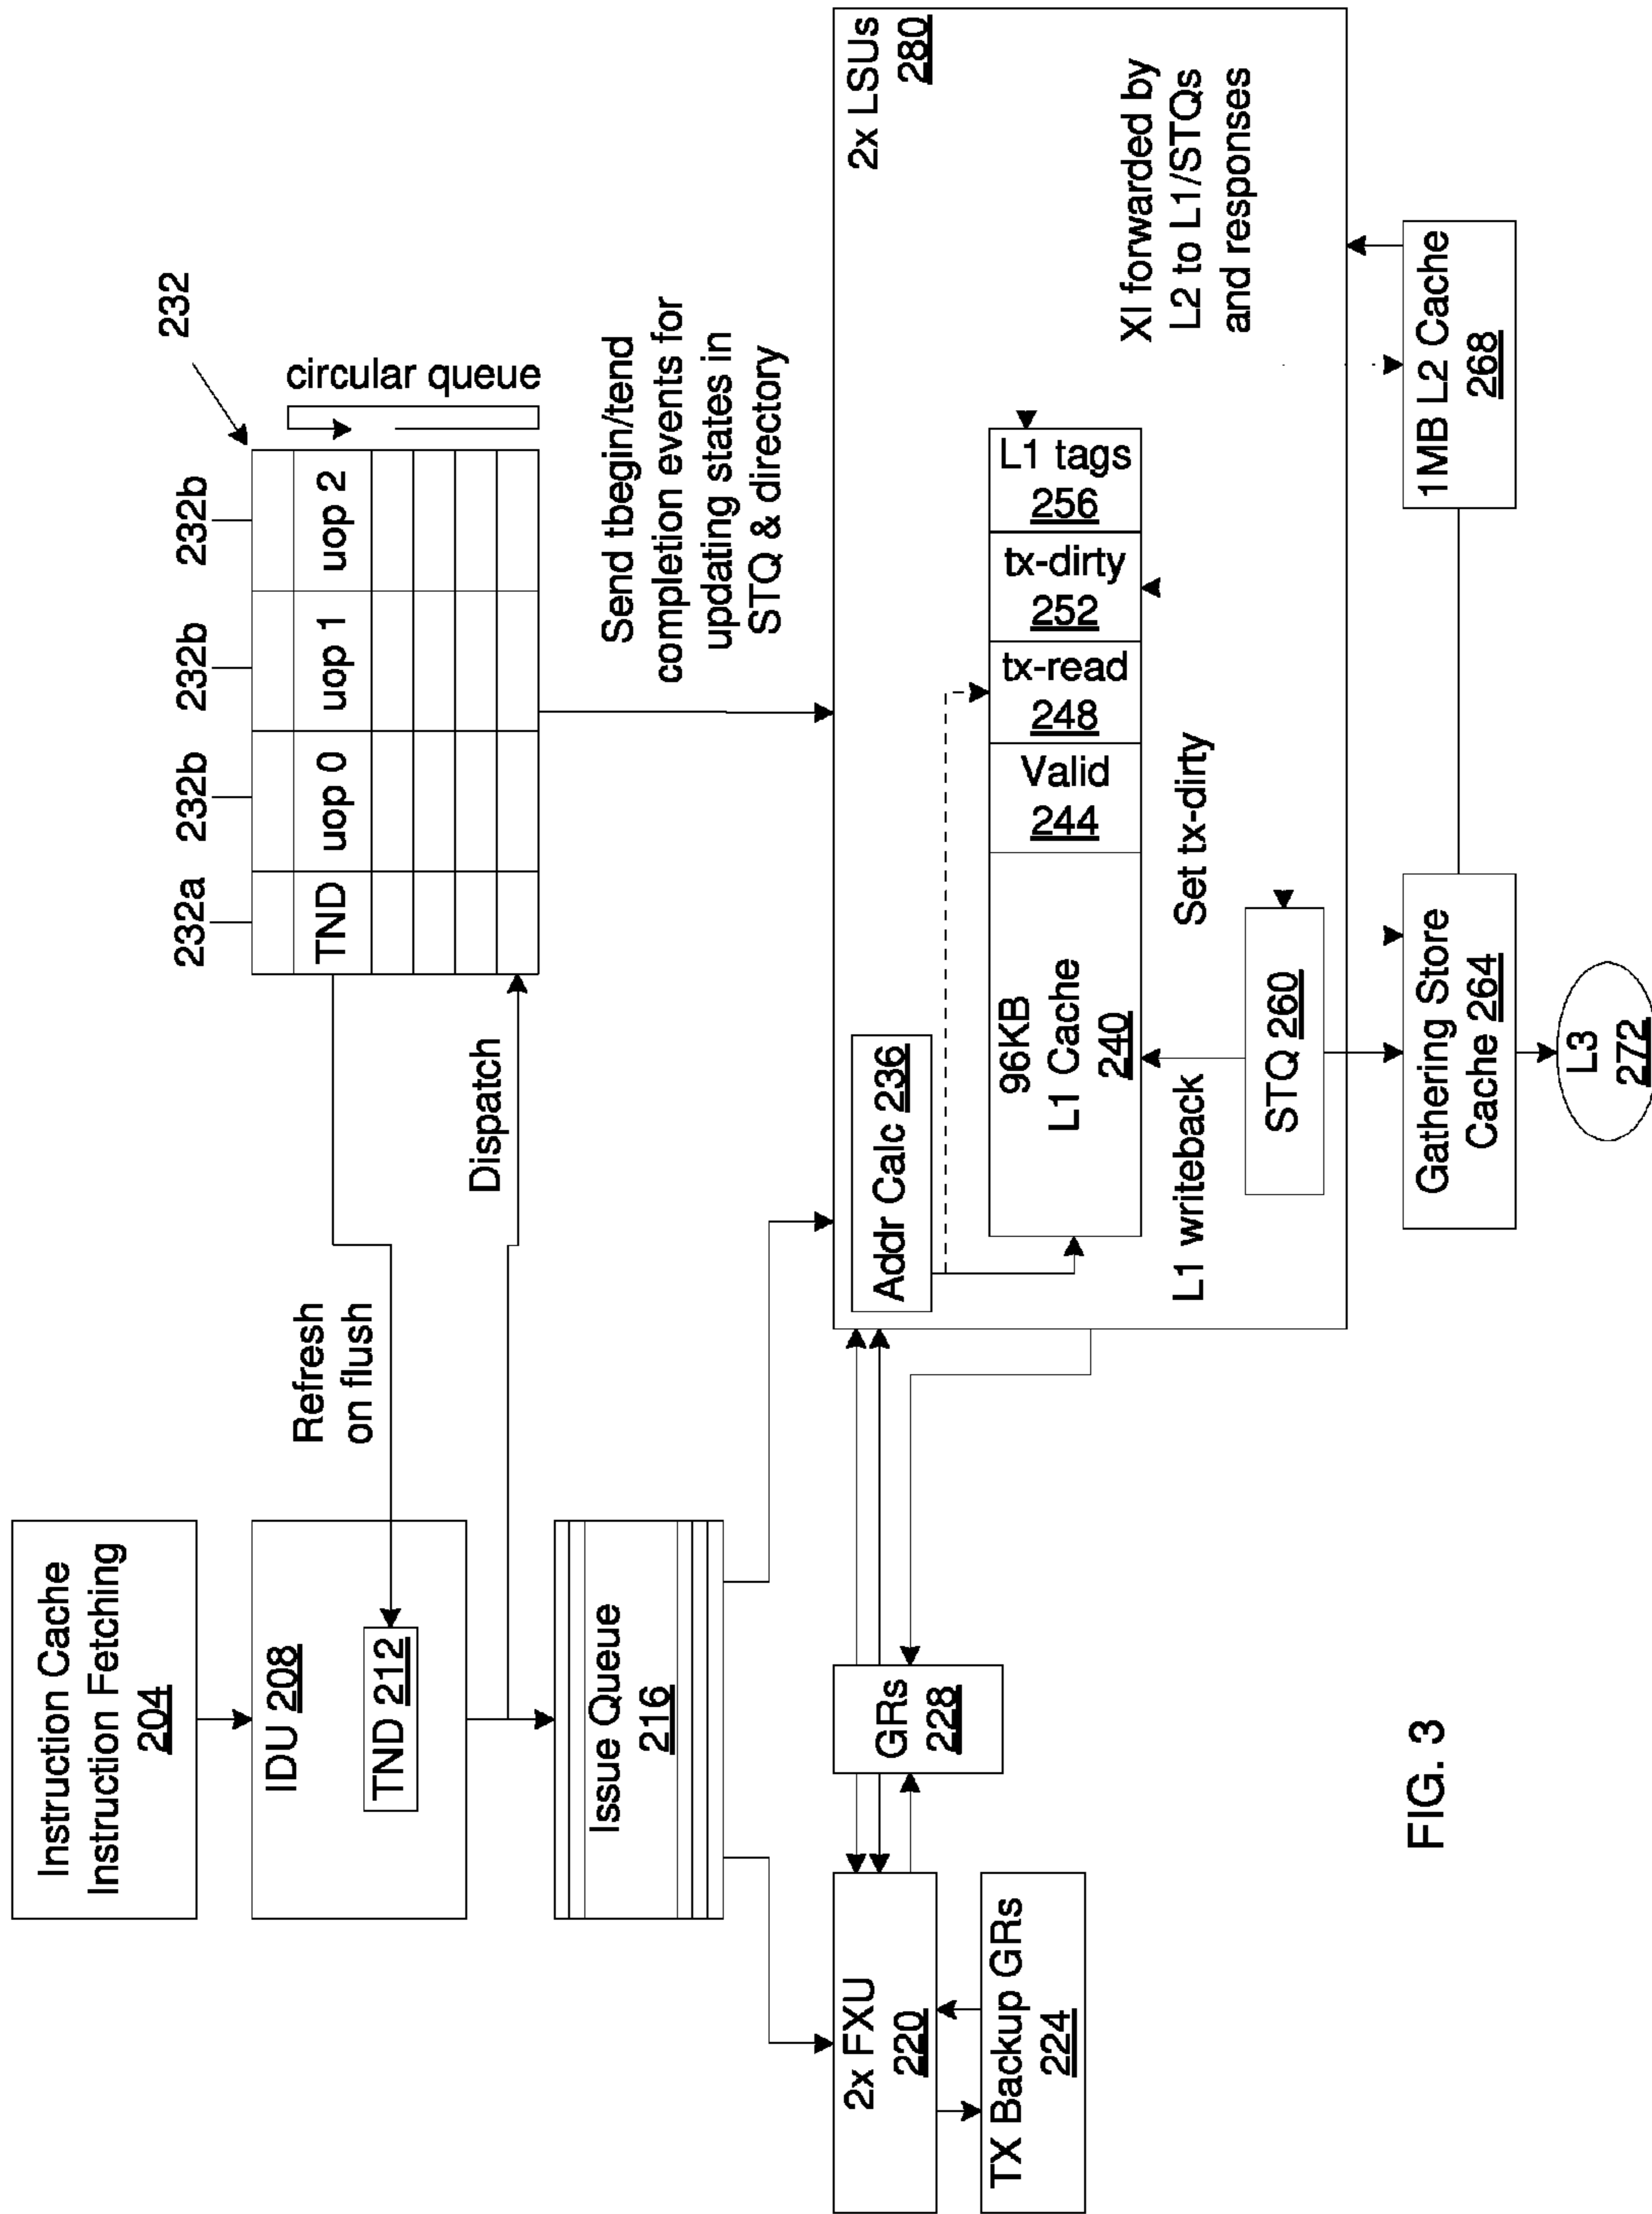 Instruction Cache
Instruction Fetching
204
IDU 208
TND 212
Refresh
on flush
Dispatch
232
232a
232b
232b
232b
TND
uop 0
uop 1
uop 2
circular queue
Issue Queue
216
Send tbegin/tend
completion events for
updating states in
STQ & directory
2x FXU
220
TX Backup GRs
224
GRs
228
2x LSUs
280
Addr Calc 236
96KB
L1 Cache
240
Valid
244
tx-read
248
tx-dirty
252
L1 tags
256
L1 writeback
Set tx-dirty
XI forwarded by
L2 to L1/STQs
and responses
STQ 260
Gathering Store
Cache 264
1MB L2 Cache
268
L3
272
FIG. 3